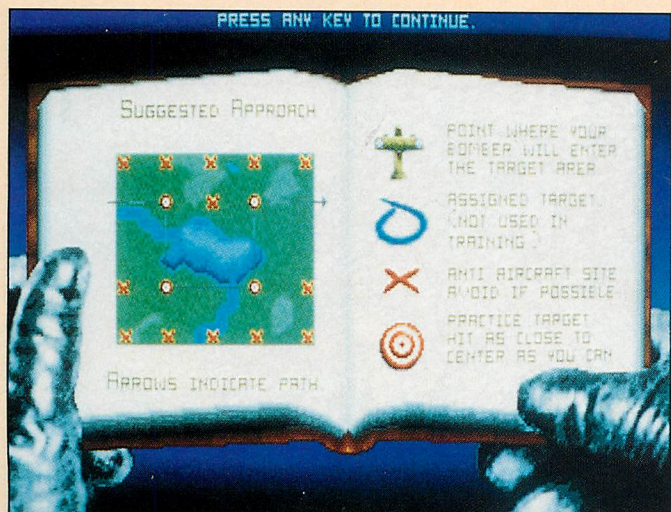 PRESS ANY KEY TO CONTINUE.
SUGGESTED APPROACH
ARROWS INDICATE PATH.
POINT WHERE YOUR
BOMBER WILL ENTER
THE TARGET AREA
ASSIGNED TARGET.
(NOT USED IN
TRAINING.)
ANTI AIRCRAFT SITE
AVOID IF POSSIBLE
PRACTICE TARGET
HIT AS CLOSE TO
CENTER AS YOU CAN